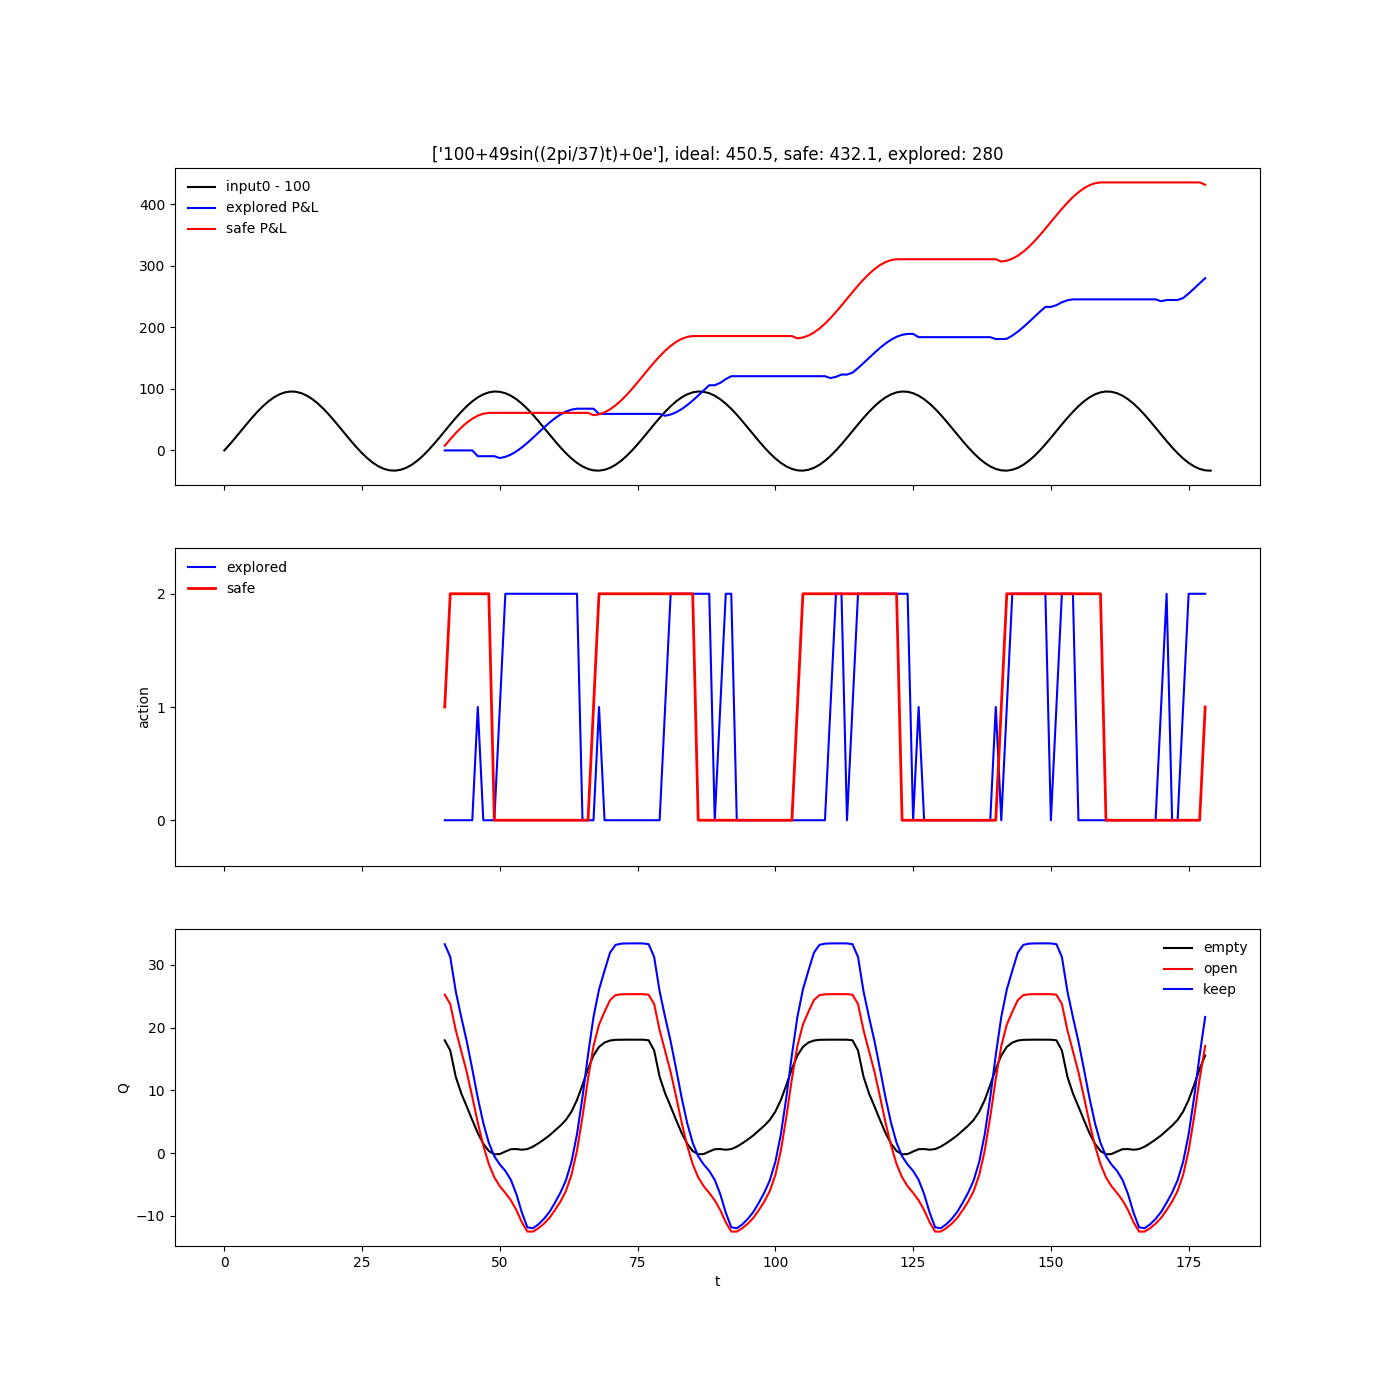 ['100+49sin((2pi/37)t)+0e'], ideal: 450.5, safe: 432.1, explored: 280
input0 - 100
explored P&L
safe P&L
400
300
200
100
0
explored
safe
2
1
0
action
empty
open
keep
30
20
10
0
−10
Q
0 25 50 75 100 125 150 175
t